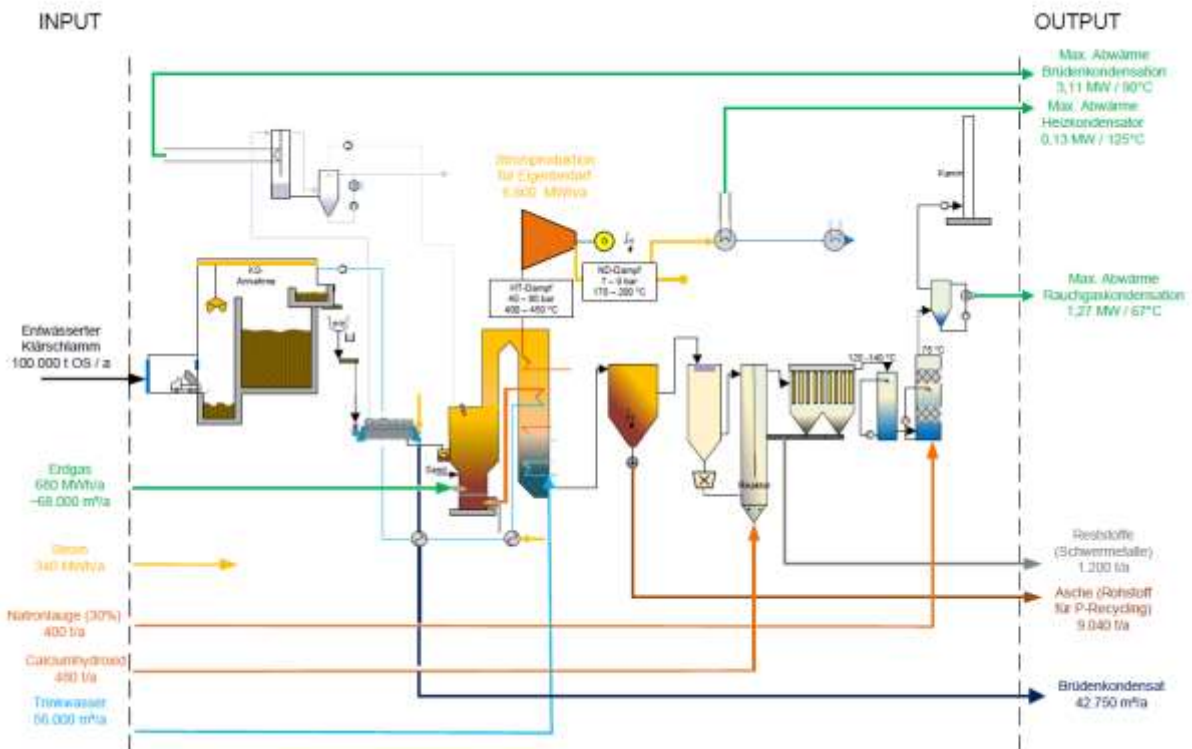 INPUT
OUTPUT
Max. Abwärme
Brüdenkondensation
3,11 MW / 90°C
Max. Abwärme
Heizkondensator
0,13 MW / 125°C
Kamin
Stromproduktion
für Eigenbedarf
MWh/a
KS-
Annahme
HT-Dampf
40 – 80 bar
400 – 450 °C
ND-Dampf
7 – 9 bar
170 – 200 °C
Max. Abwärme
Rauchgaskondensation
1,27 MW / 67°C
Entwässerter
Klärschlamm
100.000 t OS / a
120–140 °C
Sand
Reaktor
Erdgas
680 MWh/a
~68.000 m³/a
Strom
340 MWh/a
Reststoffe
(Schwermetalle)
1.200 t/a
Asche (Rohstoff
für P-Recycling)
9.040 t/a
Natronlauge (30%)
400 t/a
Calciumhydroxid
480 t/a
Trinkwasser
56.000 m³/a
Brüdenkondensat
42.750 m³/a